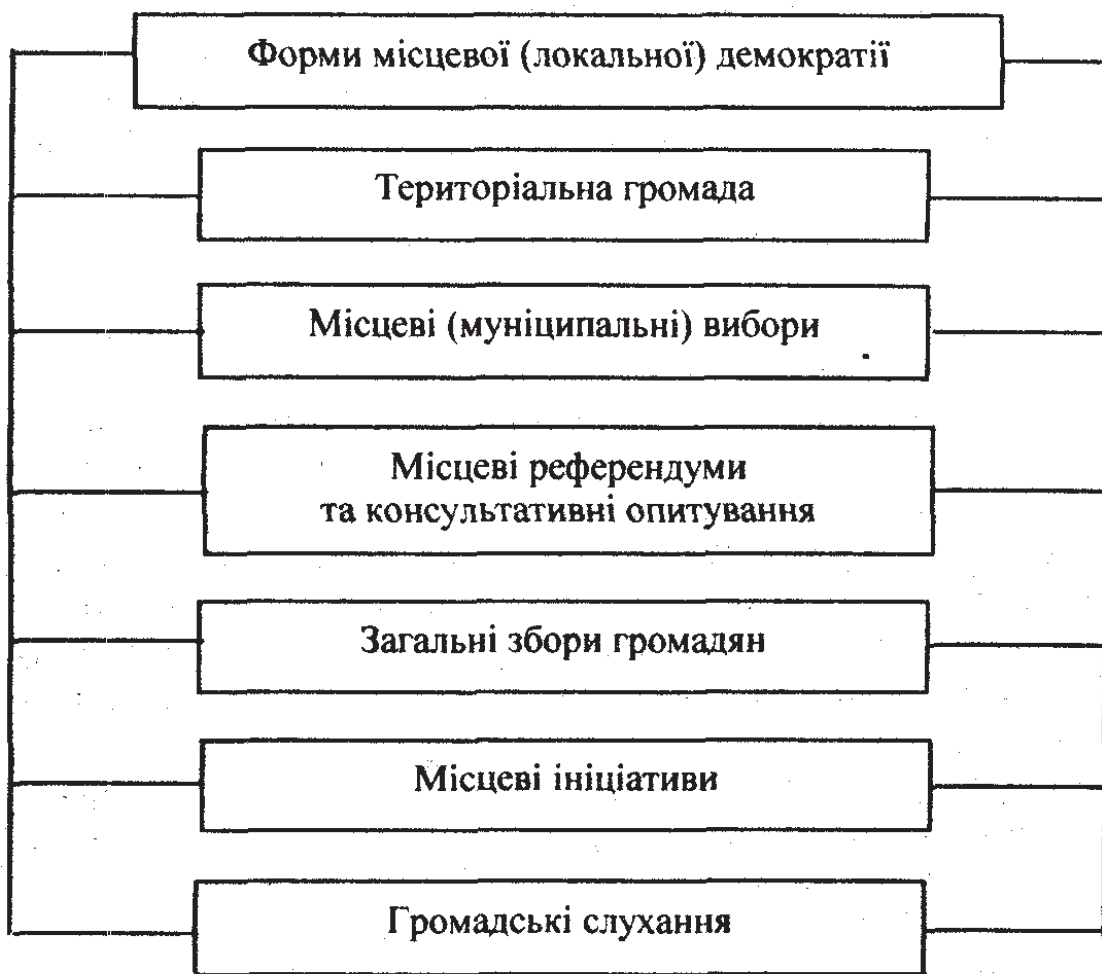 Форми місцевої (локальної) демократії
Територіальна громада
Місцеві (муніципальні) вибори
Місцеві референдуми
та консультативні опитування
Загальні збори громадян
Місцеві ініціативи
Громадські слухання